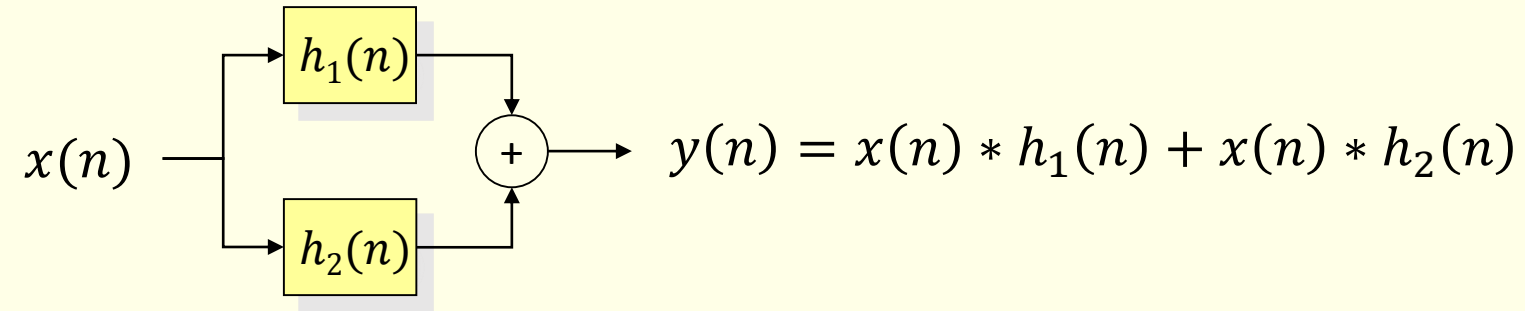 h₁(n)
x(n)
+
y(n) = x(n) ∗ h₁(n) + x(n) ∗ h₂(n)
h₂(n)